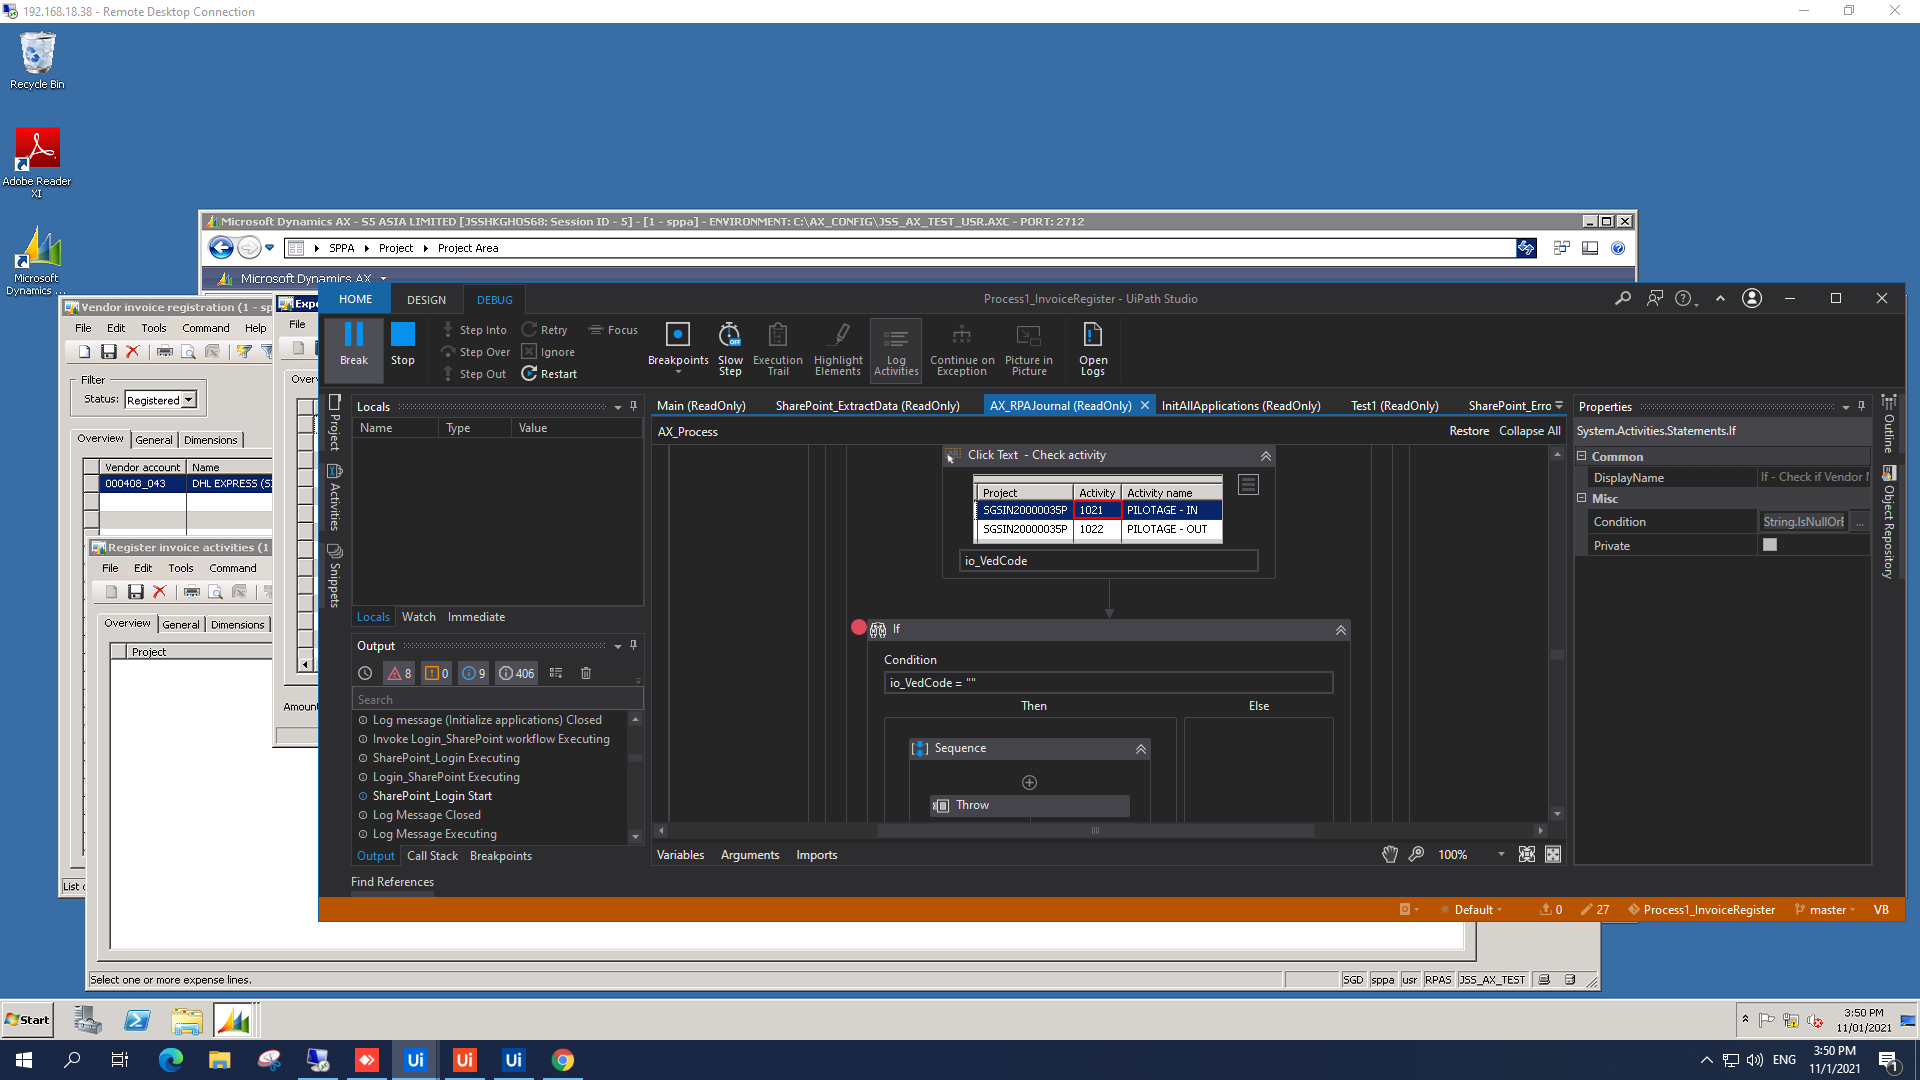 192.168.18.38 - Remote Desktop Connection
Recycle Bin
Adobe Reader
XI
Microsoft
Dynamics ...
Microsoft Dynamics AX - S5 ASIA LIMITED [JSSHKGHOS68: Session ID - 5] - [1 - sppa] - ENVIRONMENT: C:\AX_CONFIG\JSS_AX_TEST_USR.AXC - PORT: 2712
SPPA Project Project Area
Microsoft Dynamics AX
Vendor invoice registration (1 - sp
File Edit Tools Command Help
Filter
Status: Registered
Overview General Dimensions
Vendor account Name
000408_043 DHL EXPRESS (S
Register invoice activities (1
File Edit Tools Command
Overview General Dimensions
Project
List
Select one or more expense lines.
SGD sppa usr RPAS JSS_AX_TEST
Expe
File
Over
Amoun
HOME DESIGN DEBUG
Process1_InvoiceRegister - UiPath Studio
Break
Stop
Step Into
Step Over
Step Out
Retry
Ignore
Restart
Focus
Breakpoints
Slow
Step
Execution
Trail
Highlight
Elements
Log
Activities
Continue on
Exception
Picture in
Picture
Open
Logs
Project
Activities
Snippets
Locals
Name Type Value
Locals Watch Immediate
Output
8 0 9 406
Search
Log message (Initialize applications) Closed
Invoke Login_SharePoint workflow Executing
SharePoint_Login Executing
Login_SharePoint Executing
SharePoint_Login Start
Log Message Closed
Log Message Executing
Output Call Stack Breakpoints
Find References
Main (ReadOnly) SharePoint_ExtractData (ReadOnly) AX_RPAJournal (ReadOnly) InitAllApplications (ReadOnly) Test1 (ReadOnly) SharePoint_Erro
AX_Process
Restore Collapse All
Click Text - Check activity
Project Activity Activity name
SGSIN20000035P 1021 PILOTAGE - IN
SGSIN20000035P 1022 PILOTAGE - OUT
io_VedCode
If
Condition
io_VedCode = ""
Then Else
Sequence
Throw
Variables Arguments Imports
100%
Properties
System.Activities.Statements.If
Common
DisplayName If - Check if Vendor
Misc
Condition String.IsNullOrE ...
Private
Outline
Object Repository
Default 0 27 Process1_InvoiceRegister master VB
Start
3:50 PM
11/01/2021
Ui Ui Ui
ENG
3:50 PM
11/1/2021
1